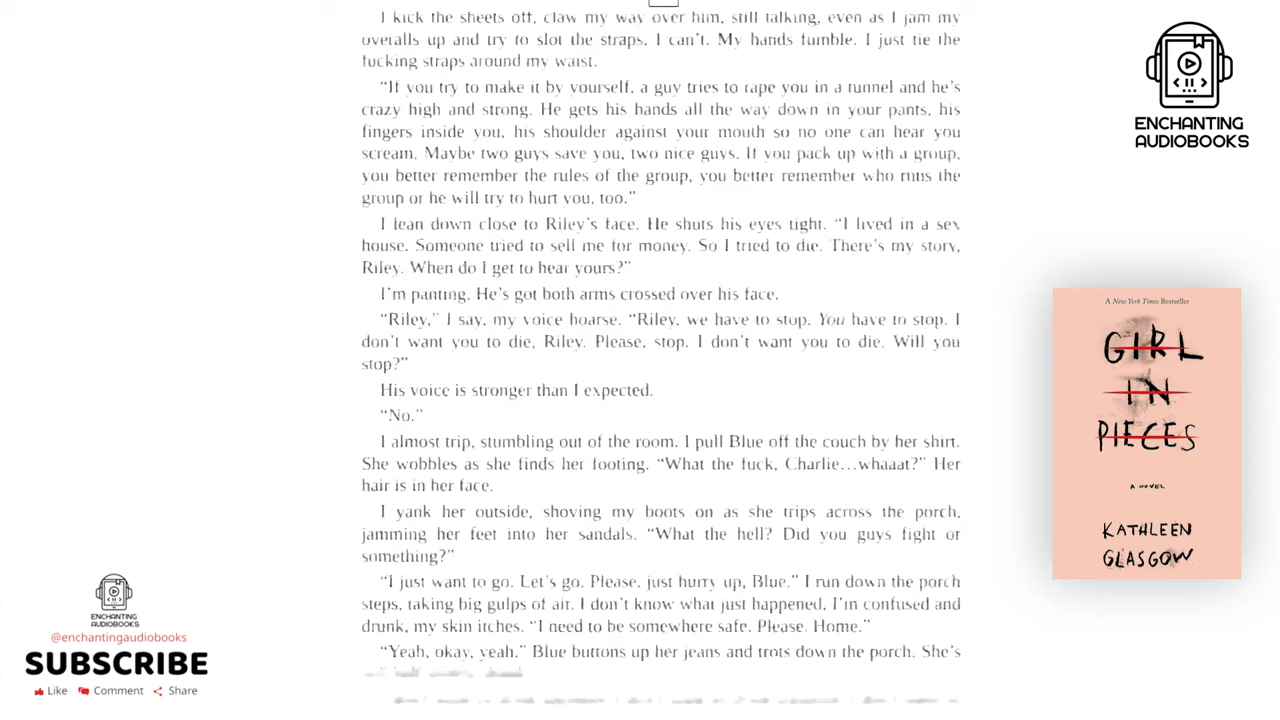 I kick the sheets off, claw my way over him, still talking, even as I jam my
overalls up and try to slot the straps. I can't. My hands fumble. I just tie the
fucking straps around my waist.
“If you try to make it by yourself, a guy tries to rape you in a tunnel and he's
crazy high and strong. He gets his hands all the way down in your pants, his
fingers inside you, his shoulder against your mouth so no one can hear you
scream. Maybe two guys save you, two nice guys. If you pack up with a group,
you better remember the rules of the group, you better remember who runs the
group or he will try to hurt you, too.”
I lean down close to Riley's face. He shuts his eyes tight. “I lived in a sex
house. Someone tried to sell me for money. So I tried to die. There's my story,
Riley. When do I get to hear yours?”
I'm panting. He's got both arms crossed over his face.
“Riley,” I say, my voice hoarse. “Riley, we have to stop. You have to stop. I
don't want you to die, Riley. Please, stop. I don't want you to die. Will you
stop?”
His voice is stronger than I expected.
“No.”
I almost trip, stumbling out of the room. I pull Blue off the couch by her shirt.
She wobbles as she finds her footing. “What the fuck, Charlie…whaaat?” Her
hair is in her face.
I yank her outside, shoving my boots on as she trips across the porch,
jamming her feet into her sandals. “What the hell? Did you guys fight or
something?”
“I just want to go. Let's go. Please, just hurry up, Blue.” I run down the porch
steps, taking big gulps of air. I don't know what just happened, I'm confused and
drunk, my skin itches. “I need to be somewhere safe. Please. Home.”
“Yeah, okay, yeah.” Blue buttons up her jeans and trots down the porch. She's
ENCHANTING
AUDIOBOOKS
A New York Times Bestseller
GIRL
IN
PIECES
A NOVEL
KATHLEEN
GLASGOW
ENCHANTING
AUDIOBOOKS
@enchantingaudiobooks
SUBSCRIBE
Like Comment Share